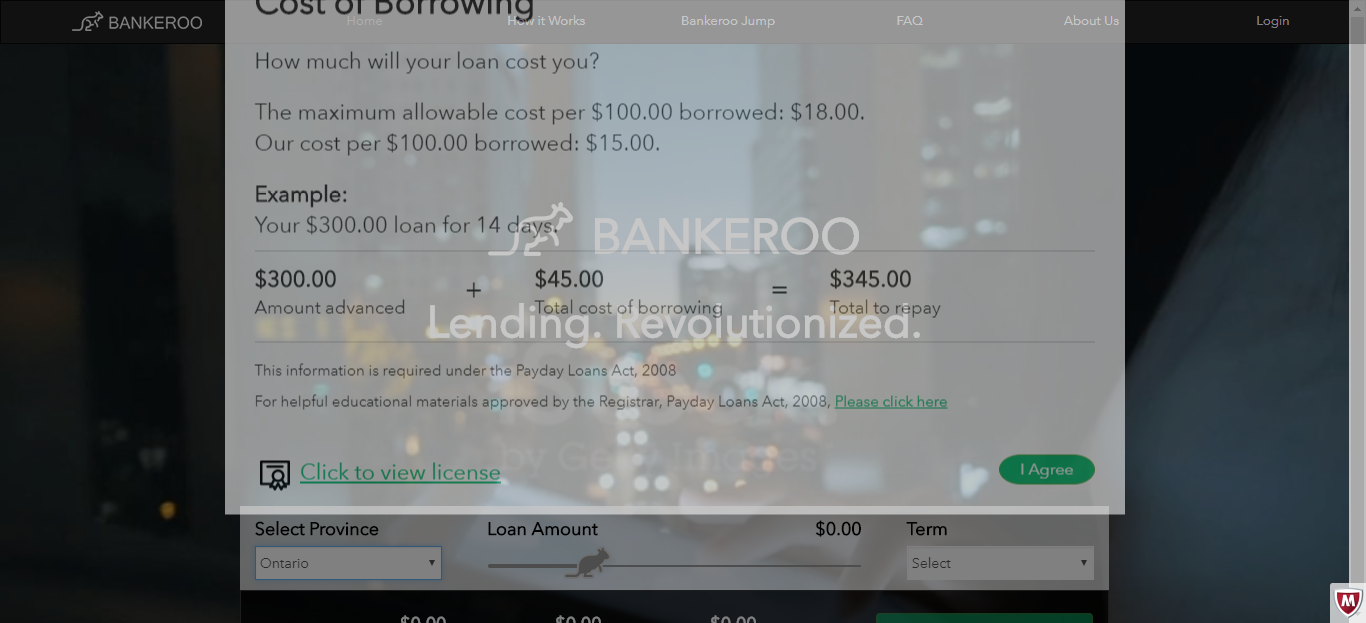 Cost of Borrowing
BANKEROO
Home
How it Works
Bankeroo Jump
FAQ
About Us
Login
How much will your loan cost you?
The maximum allowable cost per $100.00 borrowed: $18.00.
Our cost per $100.00 borrowed: $15.00.
Example:
Your $300.00 loan for 14 days.
BANKEROO
$300.00 + $45.00 = $345.00
Amount advanced Total cost of borrowing Total to repay
Lending. Revolutionized.
This information is required under the Payday Loans Act, 2008
For helpful educational materials approved by the Registrar, Payday Loans Act, 2008, Please click here
by Getty Images
Click to view license
I Agree
Select Province
Loan Amount
$0.00
Term
Ontario
Select
$0.00 $0.00 $0.00